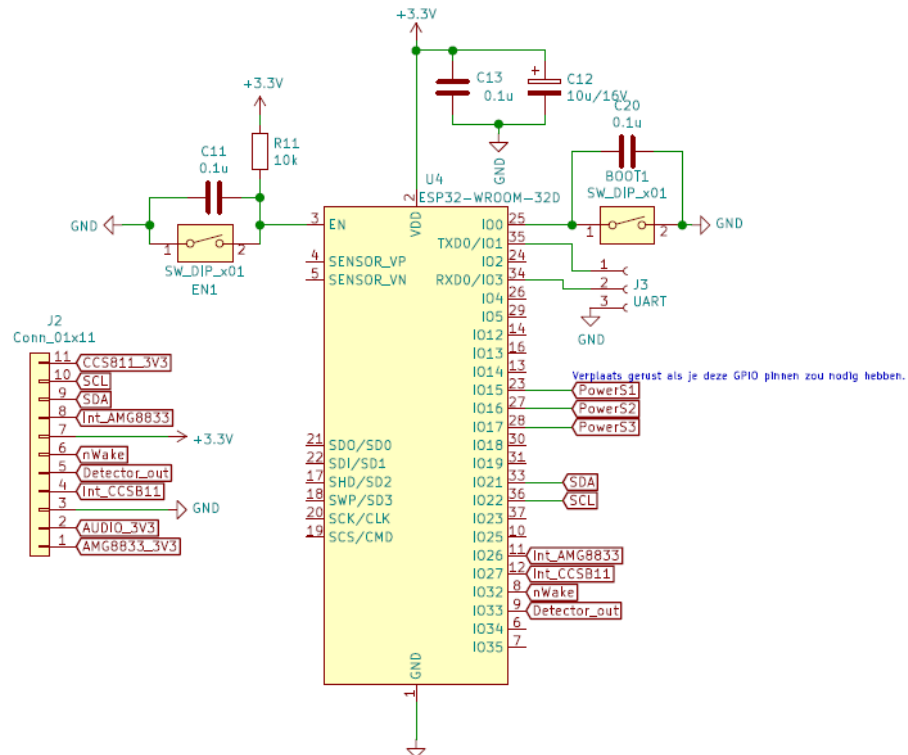 +3.3V
+3.3V
C13
0.1u
C12
10u/16V
C20
0.1u
R11
10k
C11
0.1u
GND
U4
ESP32-WROOM-32D
BOOT1
SW_DIP_x01
GND
1 2
GND
1 2
SW_DIP_x01
EN1
2
VDD
3 EN
4 SENSOR_VP
5 SENSOR_VN
21 SDO/SD0
22 SDI/SD1
17 SHD/SD2
18 SWP/SD3
20 SCK/CLK
19 SCS/CMD
IO0 25
TXD0/IO1 35
IO2 24
RXD0/IO3 34
IO4 26
IO5 29
IO12 14
IO13 16
IO14 13
IO15 23 PowerS1
IO16 27 PowerS2
IO17 28 PowerS3
IO18 30
IO19 31
IO21 33 SDA
IO22 36 SCL
IO23 37
IO25 10
IO26 11 Int_AMG8833
IO27 12 Int_CCSB11
IO32 8 nWake
IO33 9 Detector_out
IO34 6
IO35 7
GND
1
1
2
3
J3
UART
GND
Verplaats gerust als je deze GPIO pinnen zou nodig hebben.
J2
Conn_01x11
11 CCS811_3V3
10 SCL
9 SDA
8 Int_AMG8833
7 +3.3V
6 nWake
5 Detector_out
4 Int_CCSB11
3 GND
2 AUDIO_3V3
1 AMG8833_3V3